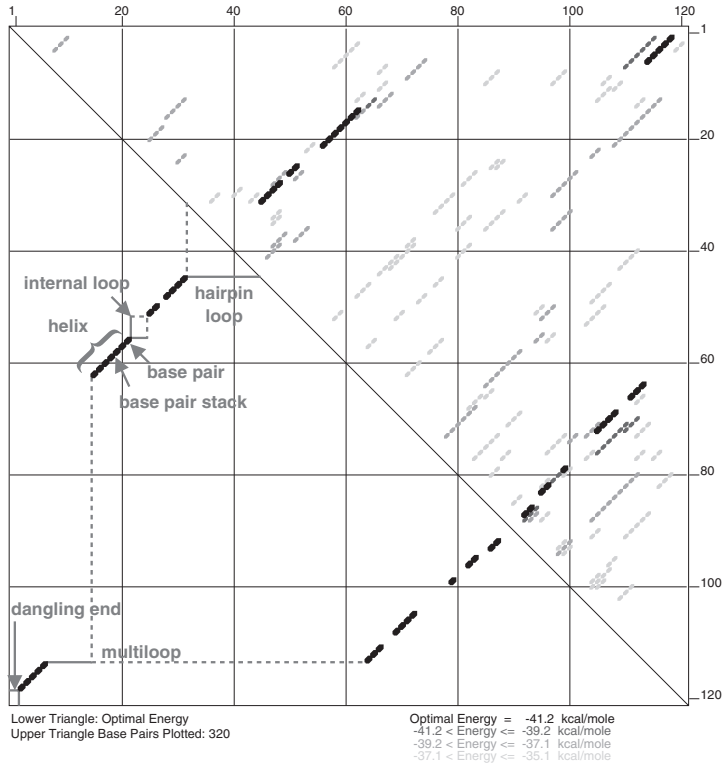 1 20 40 60 80 100 120
1
20
40
internal loop
hairpin
loop
helix
60
base pair
base pair stack
80
100
dangling end
multiloop
120
Lower Triangle: Optimal Energy
Upper Triangle Base Pairs Plotted: 320
Optimal Energy = -41.2 kcal/mole
-41.2 < Energy <= -39.2 kcal/mole
-39.2 < Energy <= -37.1 kcal/mole
-37.1 < Energy <= -35.1 kcal/mole